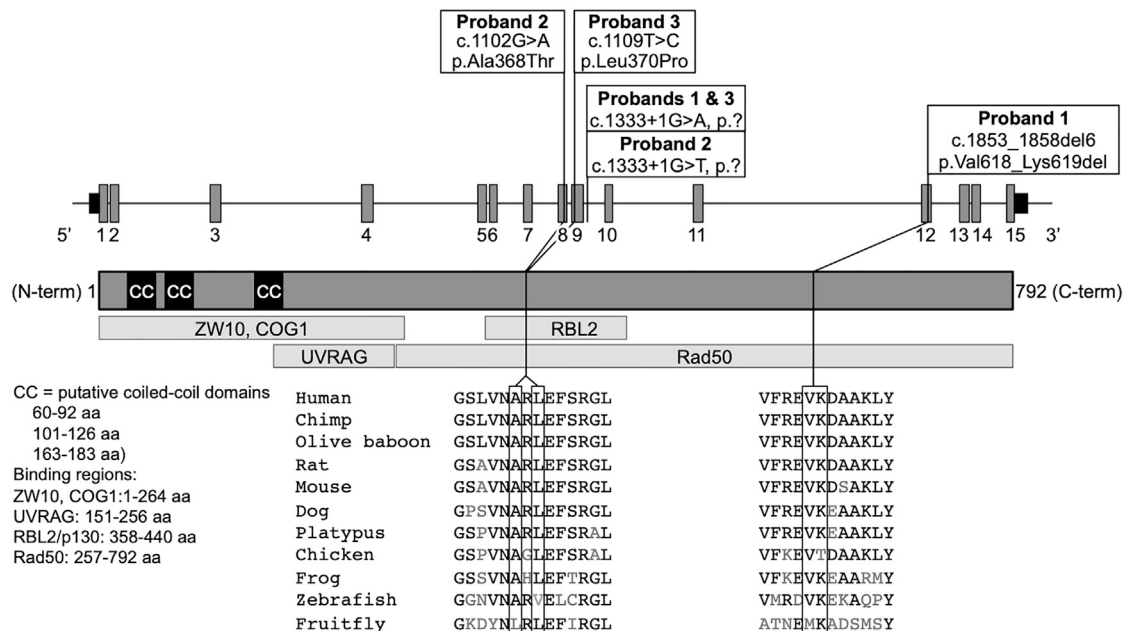 Proband 2
c.1102G>A
p.Ala368Thr
Proband 3
c.1109T>C
p.Leu370Pro
Probands 1 & 3
c.1333+1G>A, p.?
Proband 2
c.1333+1G>T, p.?
Proband 1
c.1853_1858del6
p.Val618_Lys619del
5’ 1 2 3 4 5 6 7 8 9 10 11 12 13 14 15 3’
(N-term) 1 CC CC CC 792 (C-term)
ZW10, COG1 RBL2
UVRAG Rad50
CC = putative coiled-coil domains
60-92 aa
101-126 aa
163-183 aa)
Binding regions:
ZW10, COG1:1-264 aa
UVRAG: 151-256 aa
RBL2/p130: 358-440 aa
Rad50: 257-792 aa
Human GSLVNARLEFSRGL VFREVKDAAKLY
Chimp GSLVNARLEFSRGL VFREVKDAAKLY
Olive baboon GSLVNARLEFSRGL VFREVKDAAKLY
Rat GSAVNARLEFSRGL VFREVKDAAKLY
Mouse GSAVNARLEFSRGL VFREVKDSAKLY
Dog GPSVNARLEFSRGL VFREVKEAAKLY
Platypus GSPVNARLEFSRAL VFREVKEAAKLY
Chicken GSPVNAGLEFSRAL VFKEVTDAAKLY
Frog GSSVNAHLEFTRGL VFKEVKEAARMY
Zebrafish GGNVNARVELCRGL VMRDVKEKAQPY
Fruitfly GKDYNLRLEFIRGL ATNEMKADSMSY